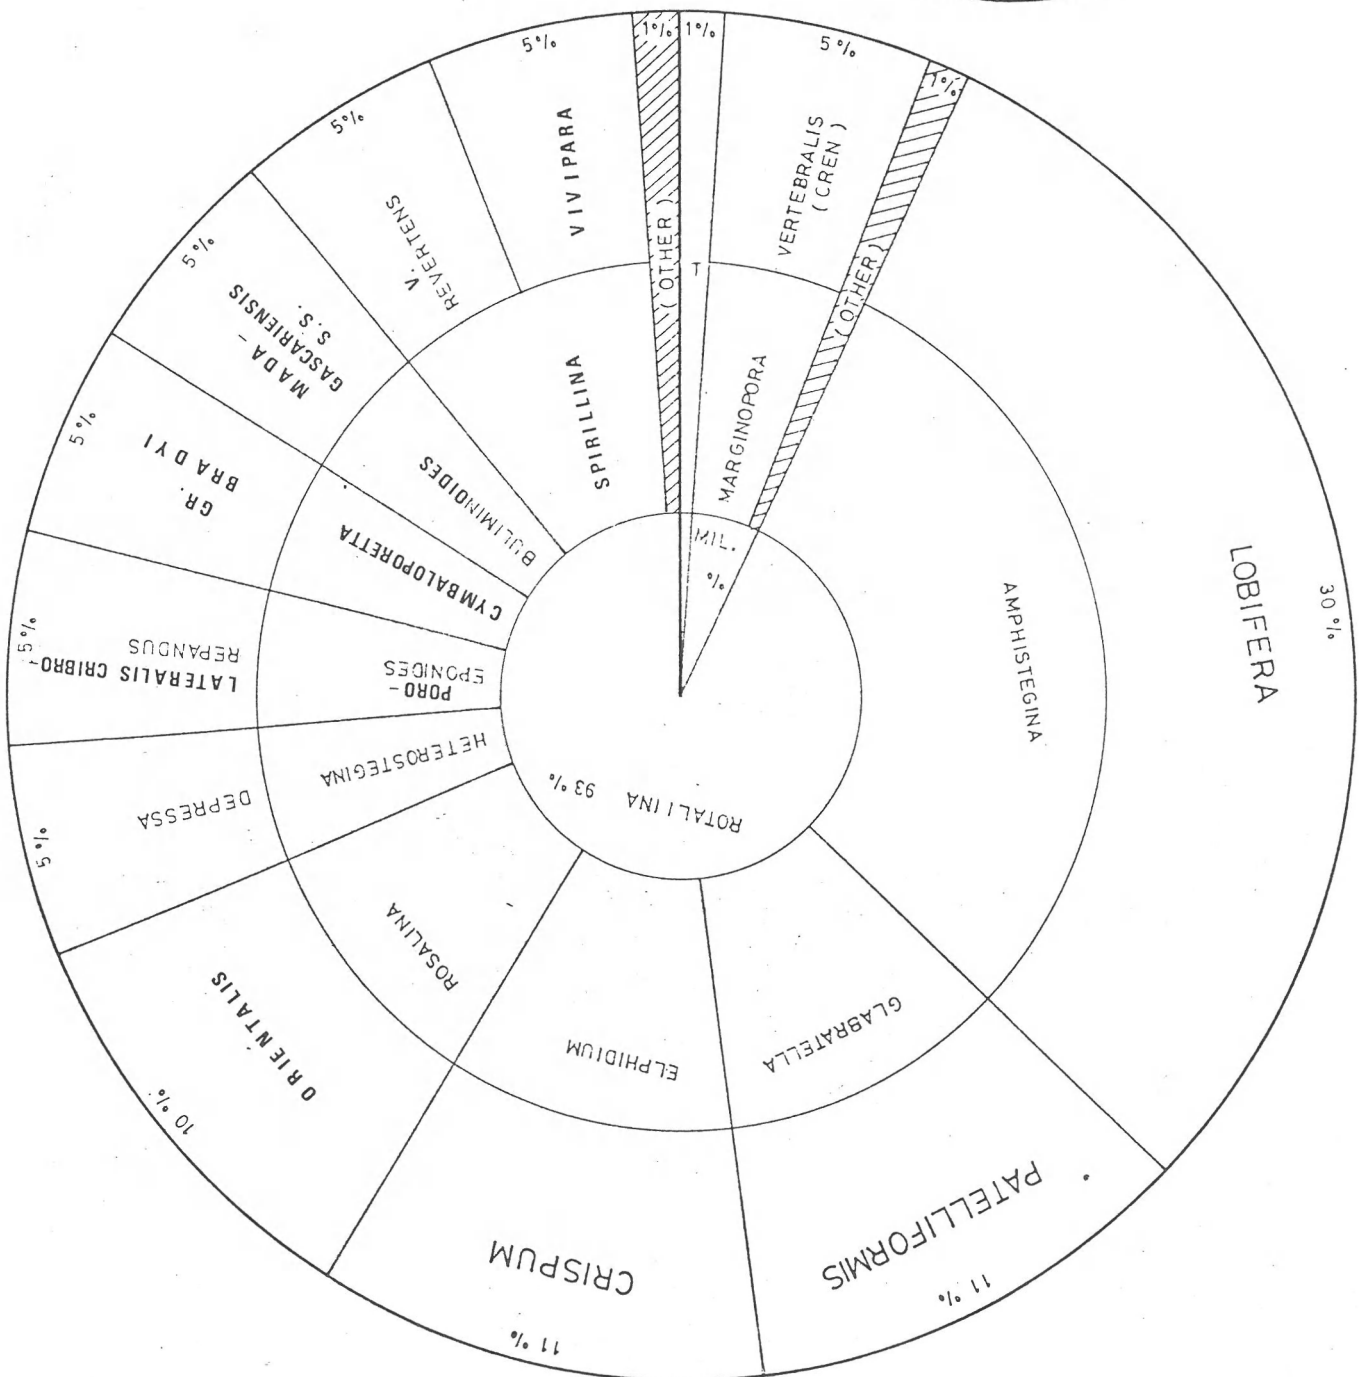 1%
T
5%
VERTEBRALIS
(CREN)
MARGINOPORA
1%
(OTHER)
MIL.
%
30%
LOBIFERA
AMPHISTEGINA
11%
PATELLIFORMIS
GLABRATELLA
11%
CRISPUM
ELPHIDIUM
10%
ORIENTALIS
ROSALINA
5%
DEPRESSA
HETEROSTEGINA
5%
LATERALIS CRIBRO-
REPANDUS
PORO-
EPONIDES
5%
GR.
BRADYI
CYMBALOPORETTA
5%
MADA-
GASCARIENSIS
S.S.
BULIMINOIDES
5%
V.
REVERTENS
5%
VIVIPARA
SPIRILLINA
1%
(OTHER)
ROTALIINA 93%